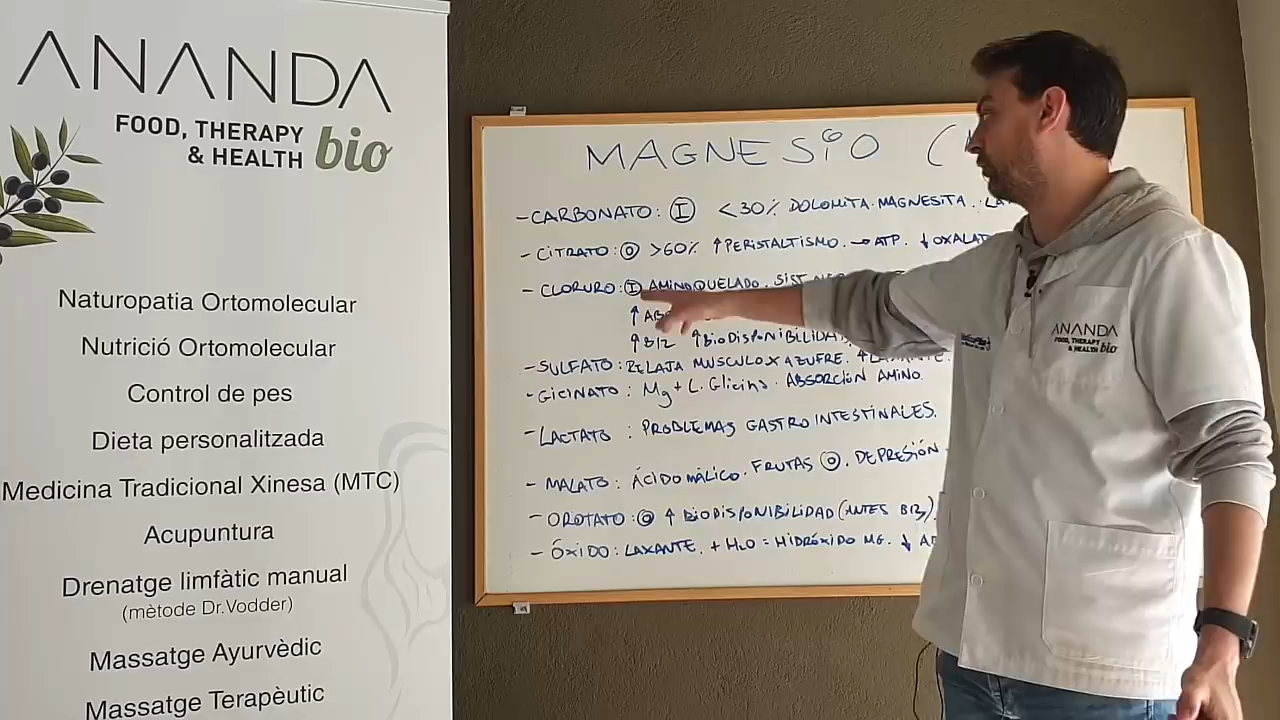 ANANDA
FOOD, THERAPY
& HEALTH bio
Naturopatia Ortomolecular
Nutrició Ortomolecular
Control de pes
Dieta personalitzada
Medicina Tradicional Xinesa (MTC)
Acupuntura
Drenatge limfàtic manual
(mètode Dr.Vodder)
Massatge Ayurvèdic
Massatge Terapèutic
MAGNESIO (
- CARBONATO: I <30% DOLOMITA. MAGNESITA.
- CITRATO: O >60% ↑PERISTALTISMO. → ATP. ↓ OXALAT
- CLORURO: I AMINOQUELADO.
↑ AB
↑ B12 ↑BIODISPONIBILIDA
- SULFATO: RELAJA MUSCULO X AZUFRE. ↑ LAXANTE.
- GICINATO: Mg + L. Glicina. ABSORCIÓN AMINO.
- LACTATO: PROBLEMAS GASTROINTESTINALES.
- MALATO: ÁCIDO MÁLICO. FRUTAS O. DEPRESIÓN
- OROTATO: O ↑ BIODISPONIBILIDAD (ANTES B13).
- ÓXIDO: LAXANTE. + H2O = HIDRÓXIDO MG. ↓ A
ANANDA
FOOD, THERAPY
& HEALTH bio